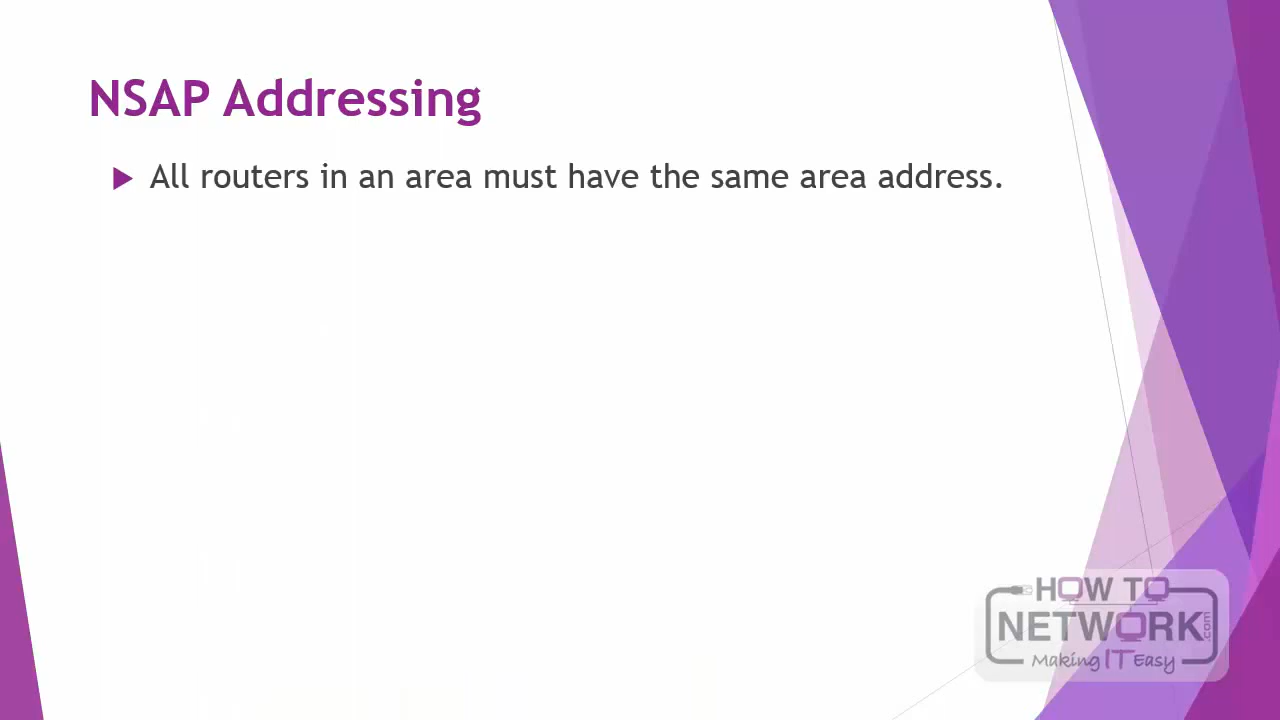 NSAP Addressing
All routers in an area must have the same area address.
HOW TO
NETWORK.com
Making IT Easy